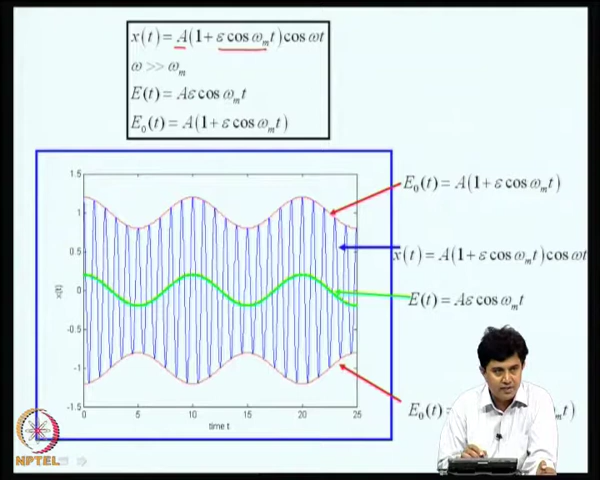 x(t) = A(1 + ε cos ω_m t) cos ωt
ω >> ω_m
E(t) = Aε cos ω_m t
E_0(t) = A(1 + ε cos ω_m t)
E_0(t) = A(1 + ε cos ω_m t)
x(t) = A(1 + ε cos ω_m t) cos ωt
E(t) = Aε cos ω_m t
E_0(t) =
m t)
1.5
1
0.5
0
-0.5
-1
-1.5
x(t)
0 5 10 15 20 25
time t
NPTEL